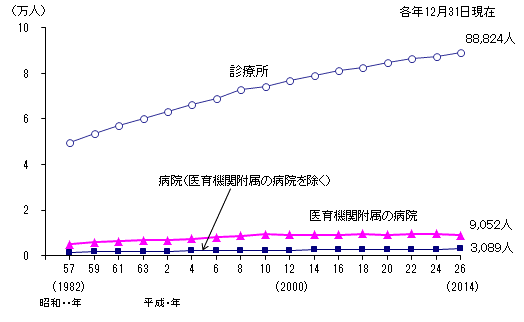 (万人)
各年12月31日現在
10
88,824人
8
診療所
6
4
病院(医育機関附属の病院を除く)
2
医育機関附属の病院
9,052人
3,089人
0
57 59 61 63 2 4 6 8 10 12 14 16 18 20 22 24 26
(1982) (2000) (2014)
昭和‥年 平成・年